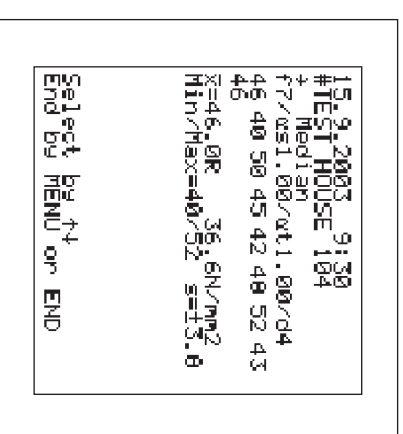 15.9.2003 9:30
#TEST HOUSE 104
↓ Median
f7/αs1.00/αt1.00/d4
46 40 50 45 42 48 52 43
46
x̄=46.0R 36.6N/mm2
Min/Max=40/52 s=±3.8
Select by ↑↓
End by MENU or END